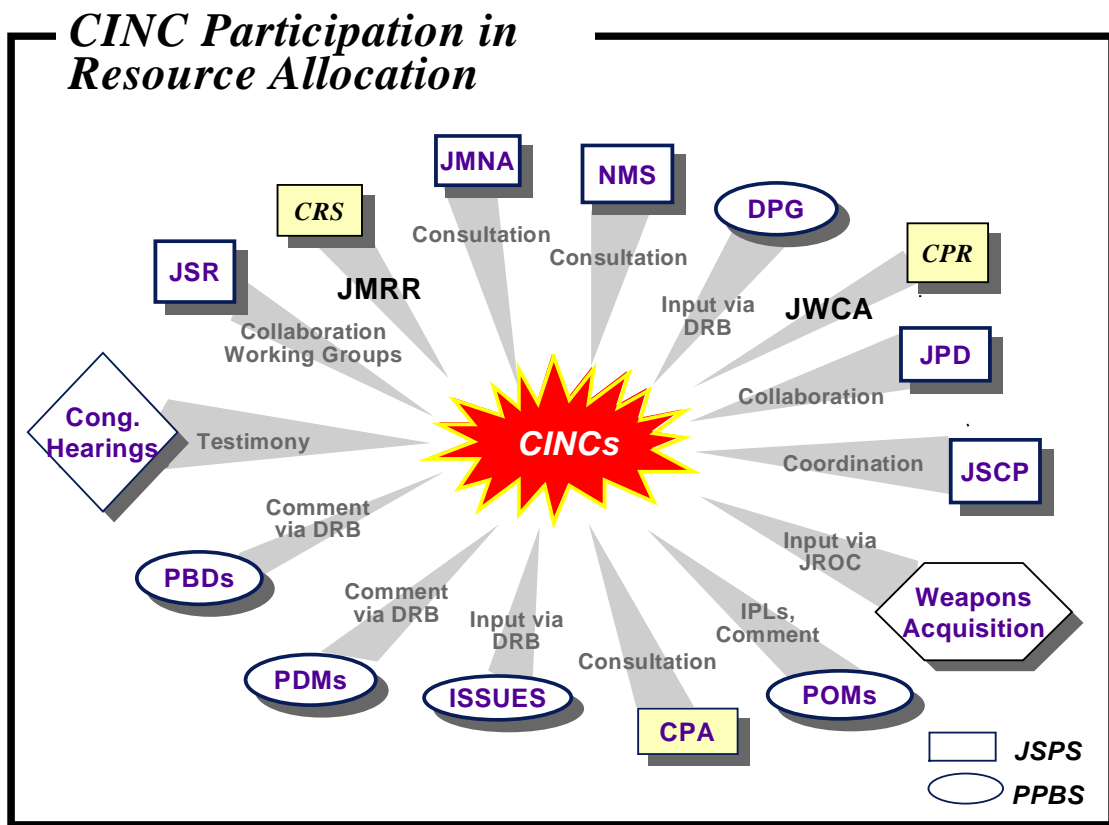 CINC Participation in
Resource Allocation
JMNA
NMS
DPG
CRS
CPR
JSR
Consultation
Consultation
JMRR
Input via
DRB
JWCA
Collaboration
Working Groups
JPD
Collaboration
Cong.
Hearings
Testimony
CINCs
Coordination
JSCP
Comment
via DRB
Input via
JROC
PBDs
Comment
via DRB
Input via
DRB
IPLs,
Comment
Weapons
Acquisition
Consultation
PDMs
ISSUES
POMs
CPA
JSPS
PPBS